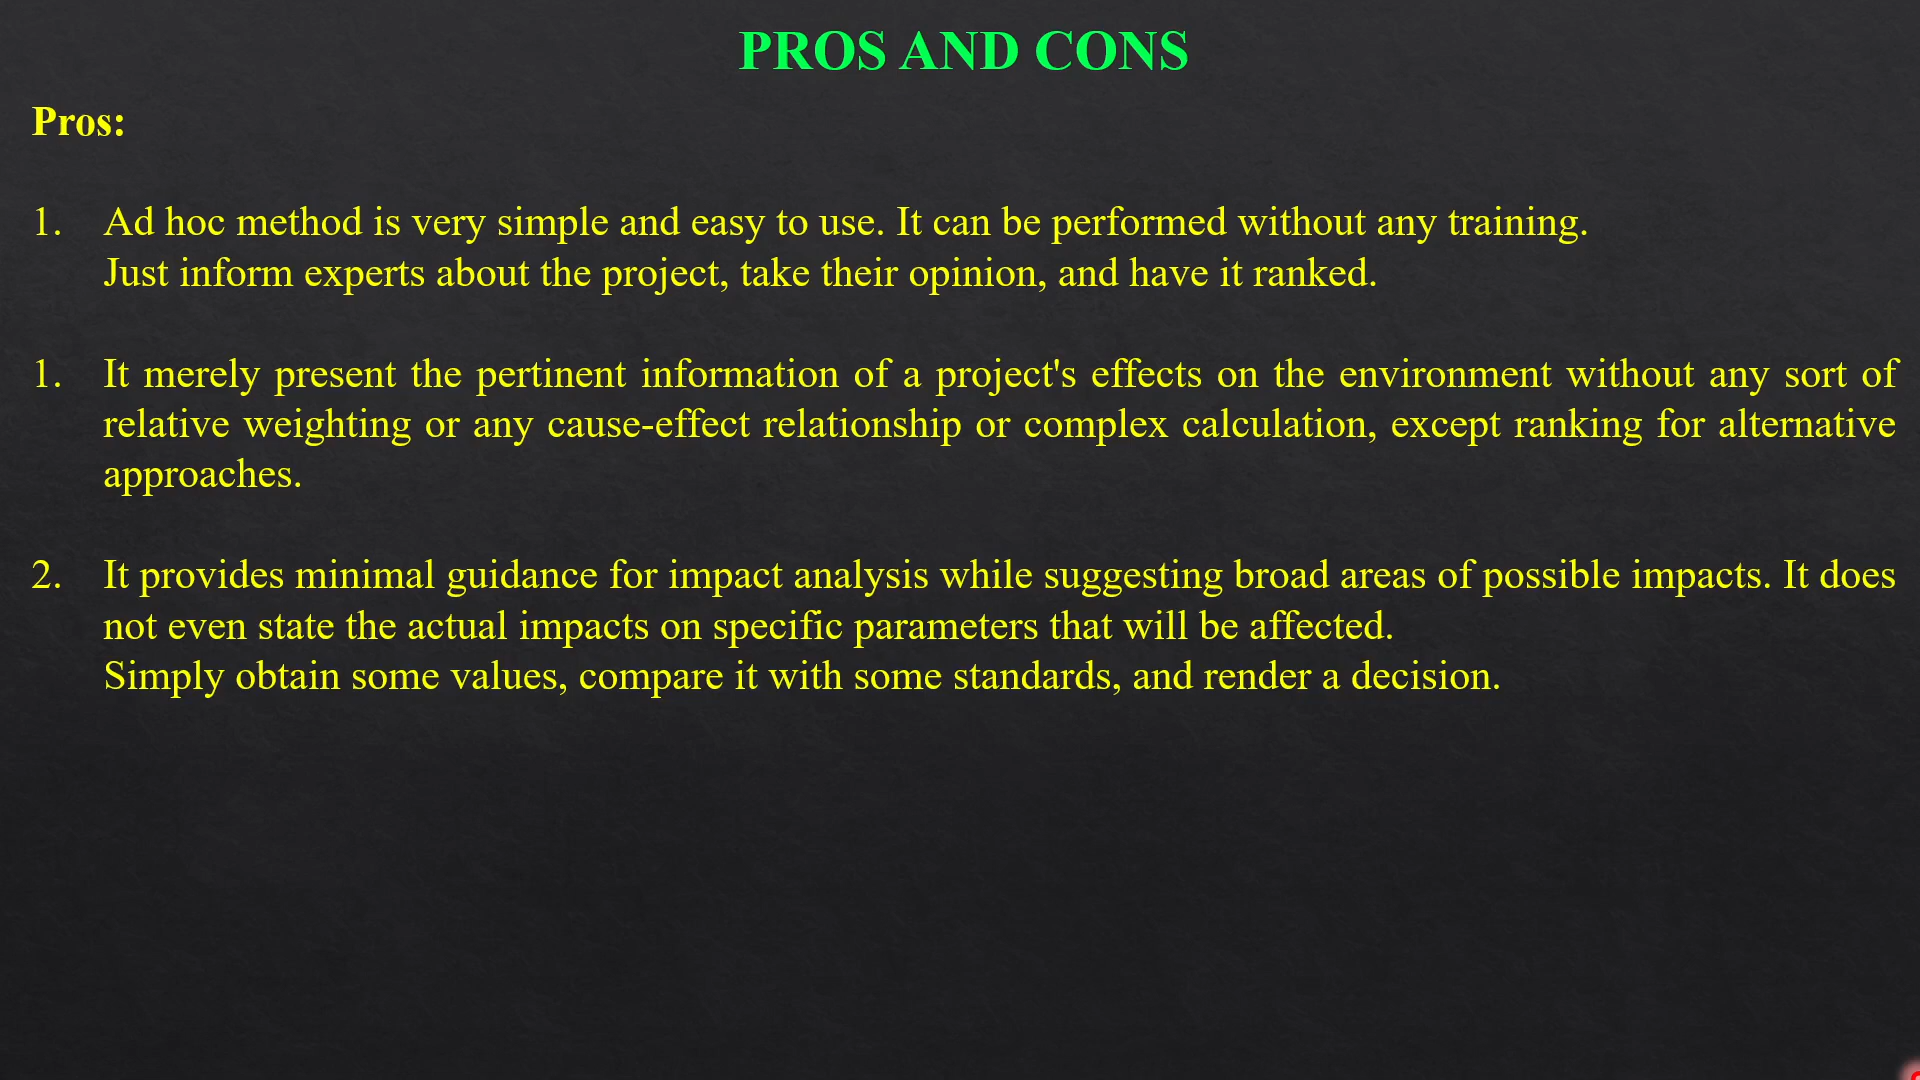 PROS AND CONS
Pros:
1. Ad hoc method is very simple and easy to use. It can be performed without any training.
Just inform experts about the project, take their opinion, and have it ranked.
1. It merely present the pertinent information of a project's effects on the environment without any sort of
relative weighting or any cause-effect relationship or complex calculation, except ranking for alternative
approaches.
2. It provides minimal guidance for impact analysis while suggesting broad areas of possible impacts. It does
not even state the actual impacts on specific parameters that will be affected.
Simply obtain some values, compare it with some standards, and render a decision.